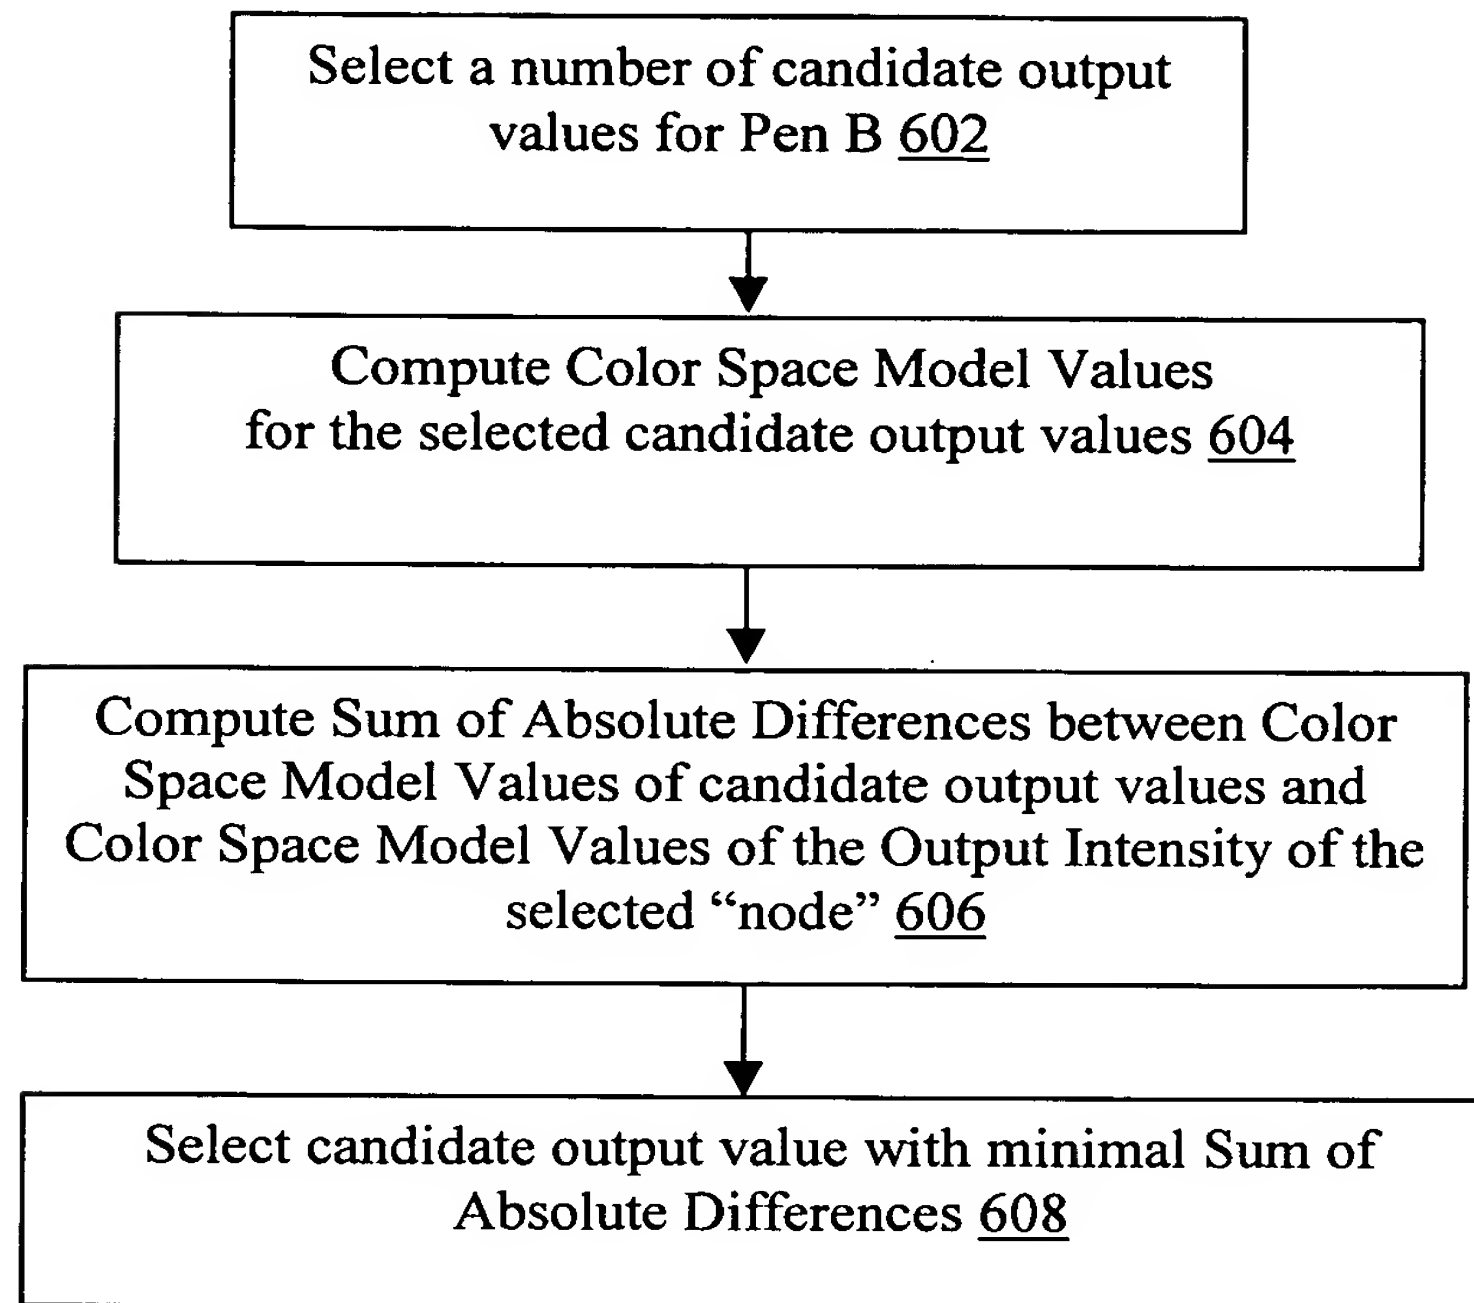 Select a number of candidate output
values for Pen B 602
Compute Color Space Model Values
for the selected candidate output values 604
Compute Sum of Absolute Differences between Color
Space Model Values of candidate output values and
Color Space Model Values of the Output Intensity of the
selected “node” 606
Select candidate output value with minimal Sum of
Absolute Differences 608